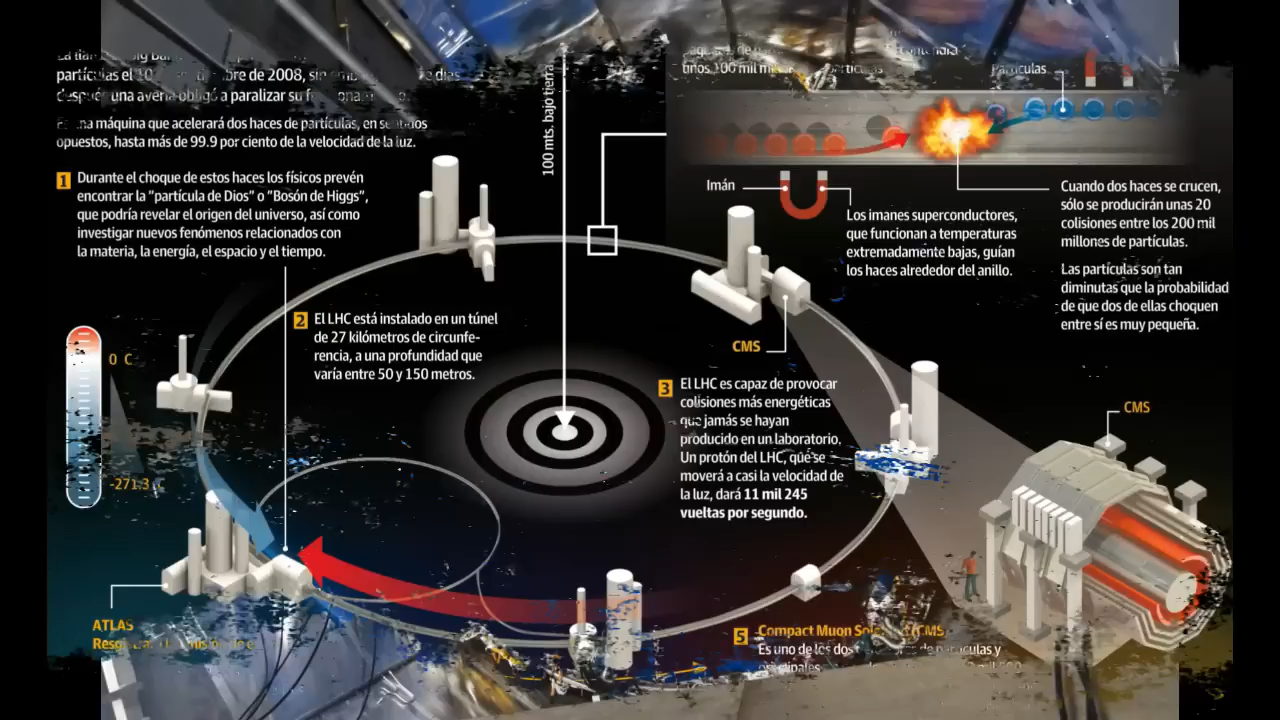 partículas el 10 de 2008,
después una avería obligó a paralizar su
una máquina que acelerará dos haces de partículas, en sentidos
opuestos, hasta más de 99.9 por ciento de la velocidad de la luz.
1 Durante el choque de estos haces los físicos prevén
encontrar la "partícula de Dios" o "Bosón de Higgs",
que podría revelar el origen del universo, así como
investigar nuevos fenómenos relacionados con
la materia, la energía, el espacio y el tiempo.
100 mts. bajo tierra
unos 100 mil
Partículas
Imán
Los imanes superconductores,
que funcionan a temperaturas
extremadamente bajas, guían
los haces alrededor del anillo.
Cuando dos haces se crucen,
sólo se producirán unas 20
colisiones entre los 200 mil
millones de partículas.
Las partículas son tan
diminutas que la probabilidad
de que dos de ellas choquen
entre sí es muy pequeña.
2 El LHC está instalado en un túnel
de 27 kilómetros de circunfe-
rencia, a una profundidad que
varía entre 50 y 150 metros.
0 C
-271.3 C
CMS
3 El LHC es capaz de provocar
colisiones más energéticas
que jamás se hayan
producido en un laboratorio.
Un protón del LHC, que se
moverá a casi la velocidad de
la luz, dará 11 mil 245
vueltas por segundo.
CMS
ATLAS
5 Compact Muon CMS
Es uno de los dos de partículas y